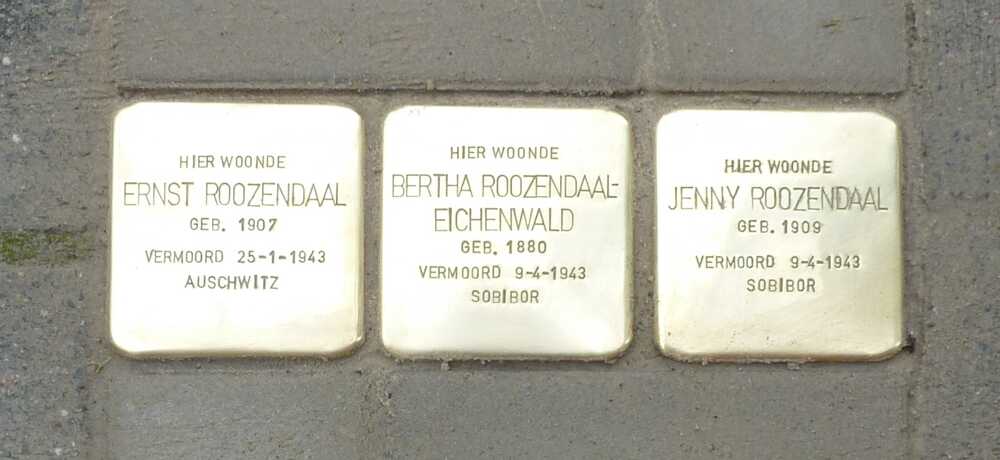 HIER WOONDE
ERNST ROOZENDAAL
GEB. 1907
VERMOORD 25-1-1943
AUSCHWITZ
HIER WOONDE
BERTHA ROOZENDAAL-
EICHENWALD
GEB. 1880
VERMOORD 9-4-1943
SOBIBOR
HIER WOONDE
JENNY ROOZENDAAL
GEB. 1909
VERMOORD 9-4-1943
SOBIBOR